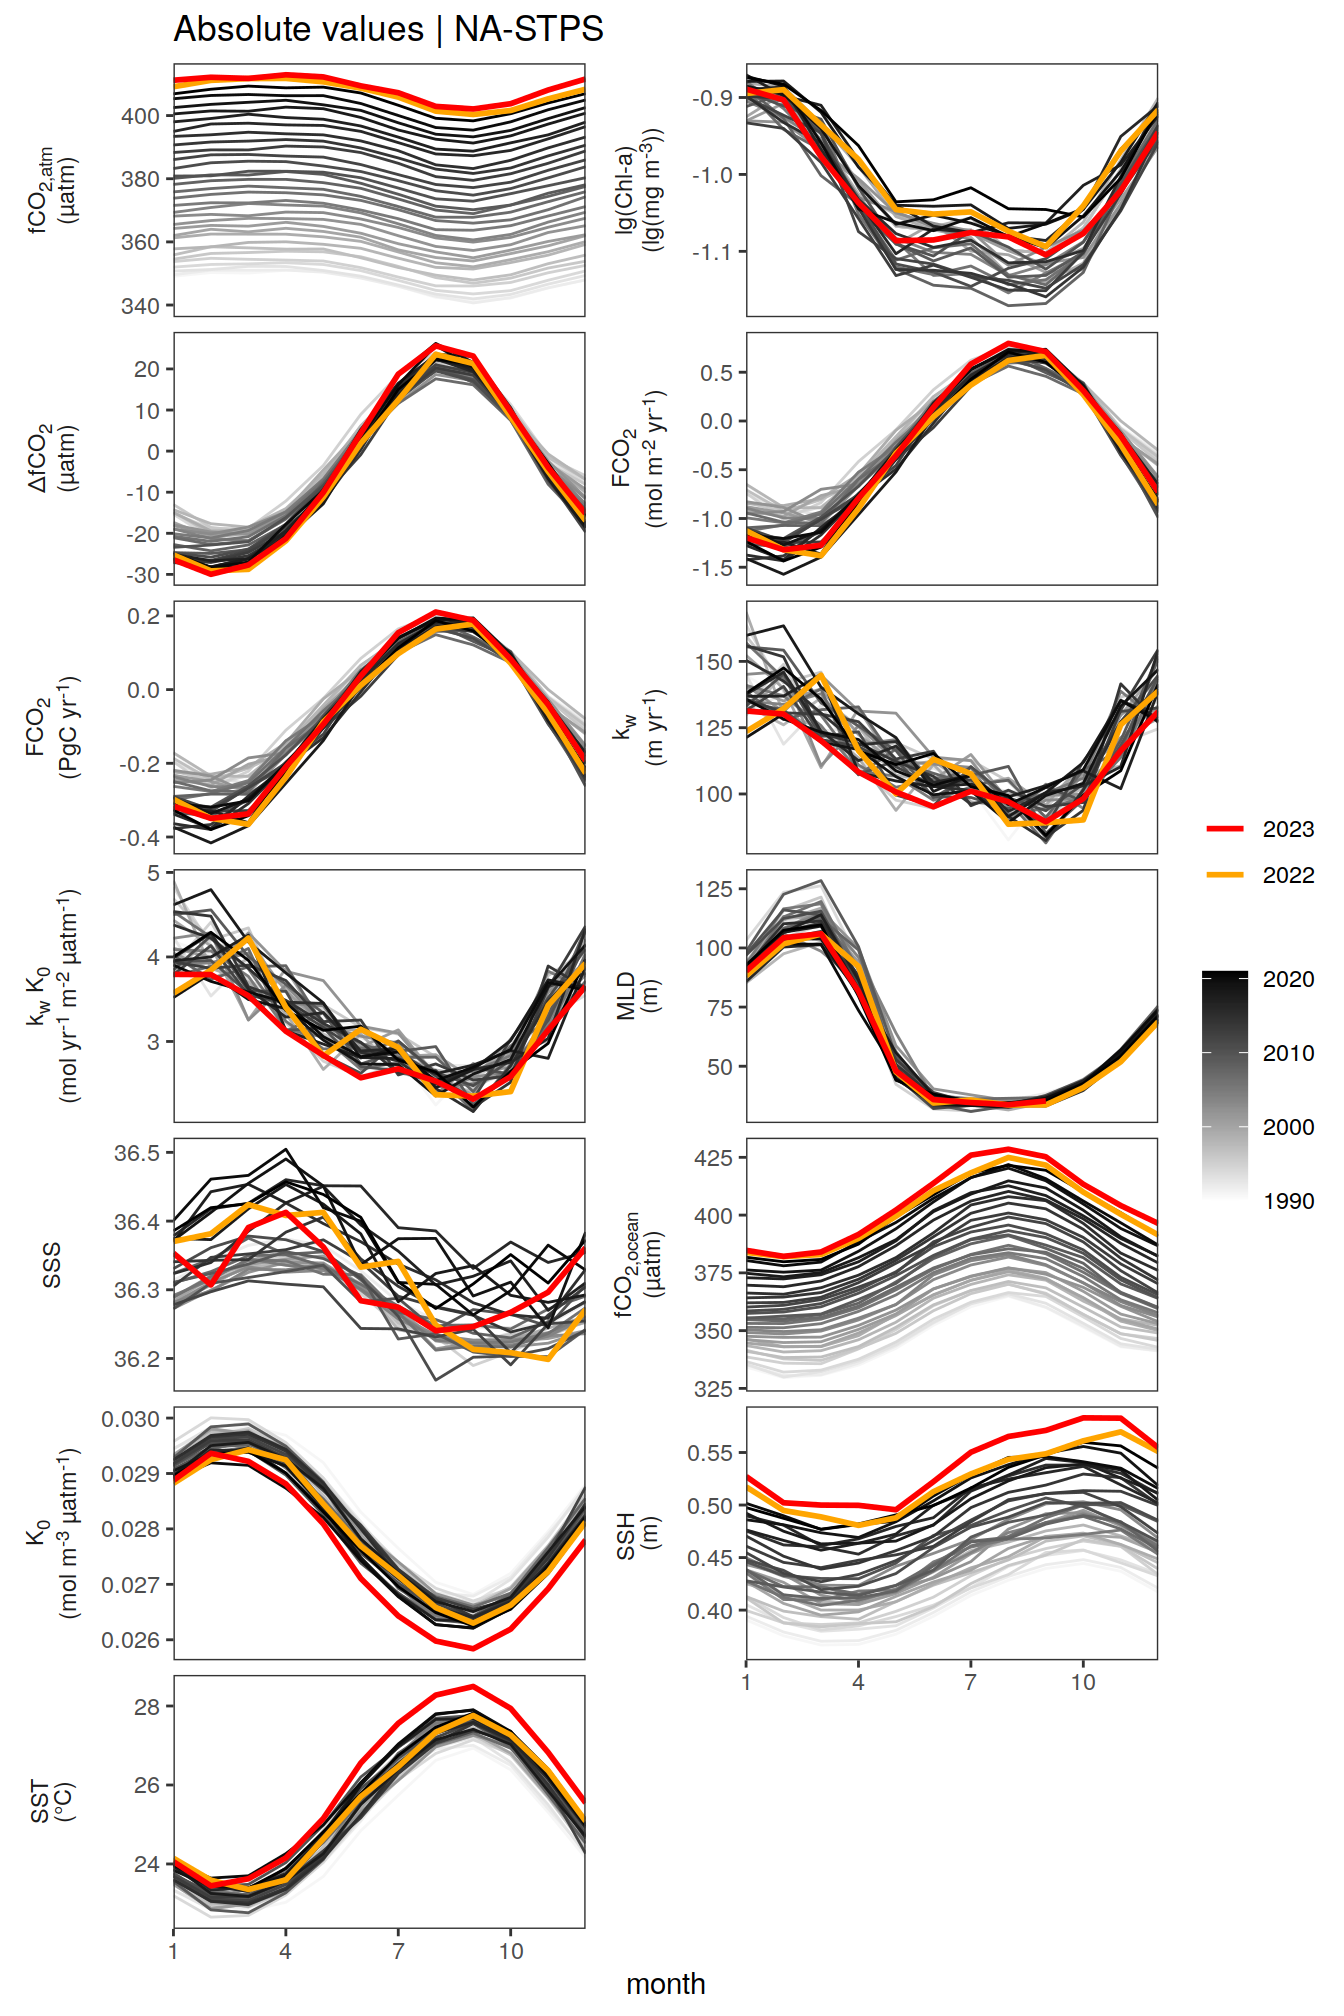 Absolute values | NA-STPS
fCO2,atm
(µatm)
400
380
360
340
lg(Chl-a)
(lg(mg m-3))
-0.9
-1.0
-1.1
ΔfCO2
(µatm)
20
10
0
-10
-20
-30
FCO2
(mol m-2 yr-1)
0.5
0.0
-0.5
-1.0
-1.5
FCO2
(PgC yr-1)
0.2
0.0
-0.2
-0.4
kw
(m yr-1)
150
125
100
kw K0
(mol yr-1 m-2 µatm-1)
5
4
3
MLD
(m)
125
100
75
50
SSS
36.5
36.4
36.3
36.2
fCO2,ocean
(µatm)
425
400
375
350
325
K0
(mol m-3 µatm-1)
0.030
0.029
0.028
0.027
0.026
SSH
(m)
0.55
0.50
0.45
0.40
1 4 7 10
SST
(°C)
28
26
24
1 4 7 10
month
2023
2022
2020
2010
2000
1990